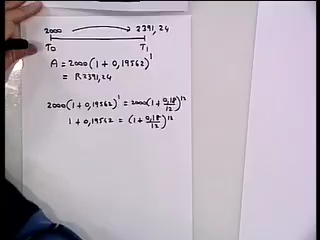 2000 2391,24
T0 T1
A = 2000(1 + 0,19562)^1
= R2391,24
2000(1 + 0,19562)^1 = 2000(1 + 0,18/12)^12
1 + 0,19562 = (1 + 0,18/12)^12